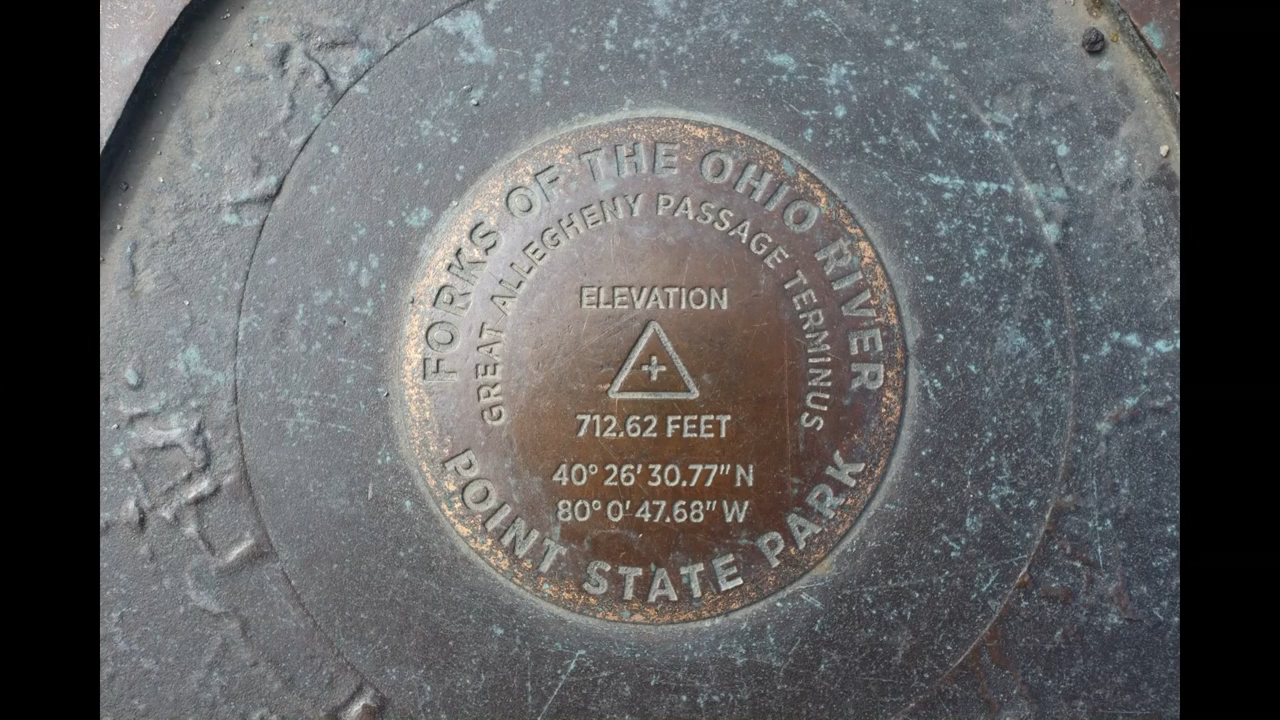 FORKS OF THE OHIO RIVER
GREAT ALLEGHENY PASSAGE TERMINUS
ELEVATION
712.62 FEET
40° 26' 30.77" N
80° 0' 47.68" W
POINT STATE PARK